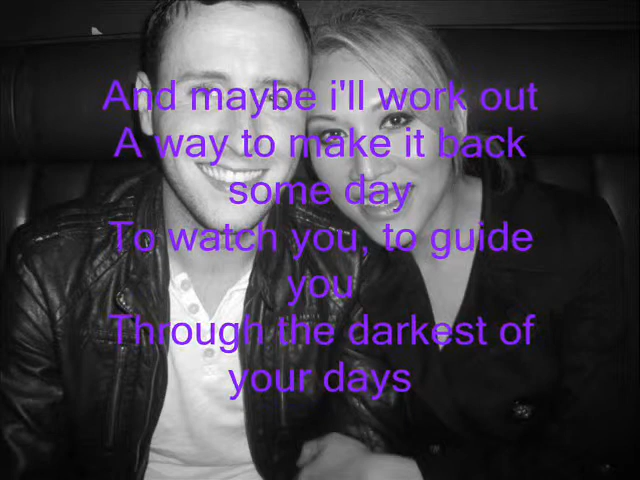 And maybe i'll work out
A way to make it back
some day
To watch you, to guide
you
Through the darkest of
your days